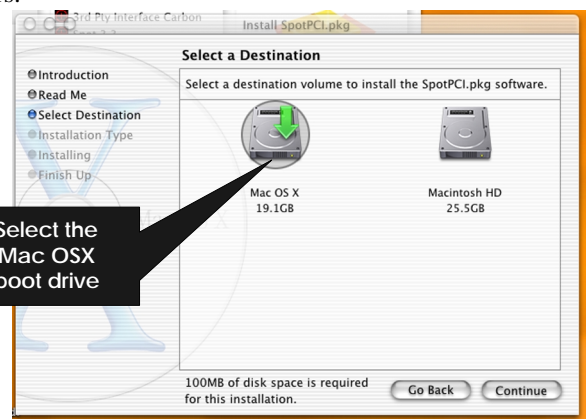 rs.
3rd Pty Interface Carbon
Install SpotPCI.pkg
Select a Destination
Introduction
Read Me
Select Destination
Installation Type
Installing
Finish Up
Select a destination volume to install the SpotPCI.pkg software.
Mac OS X
19.1GB
Macintosh HD
25.5GB
Select the
Mac OSX
boot drive
100MB of disk space is required
for this installation.
Go Back
Continue